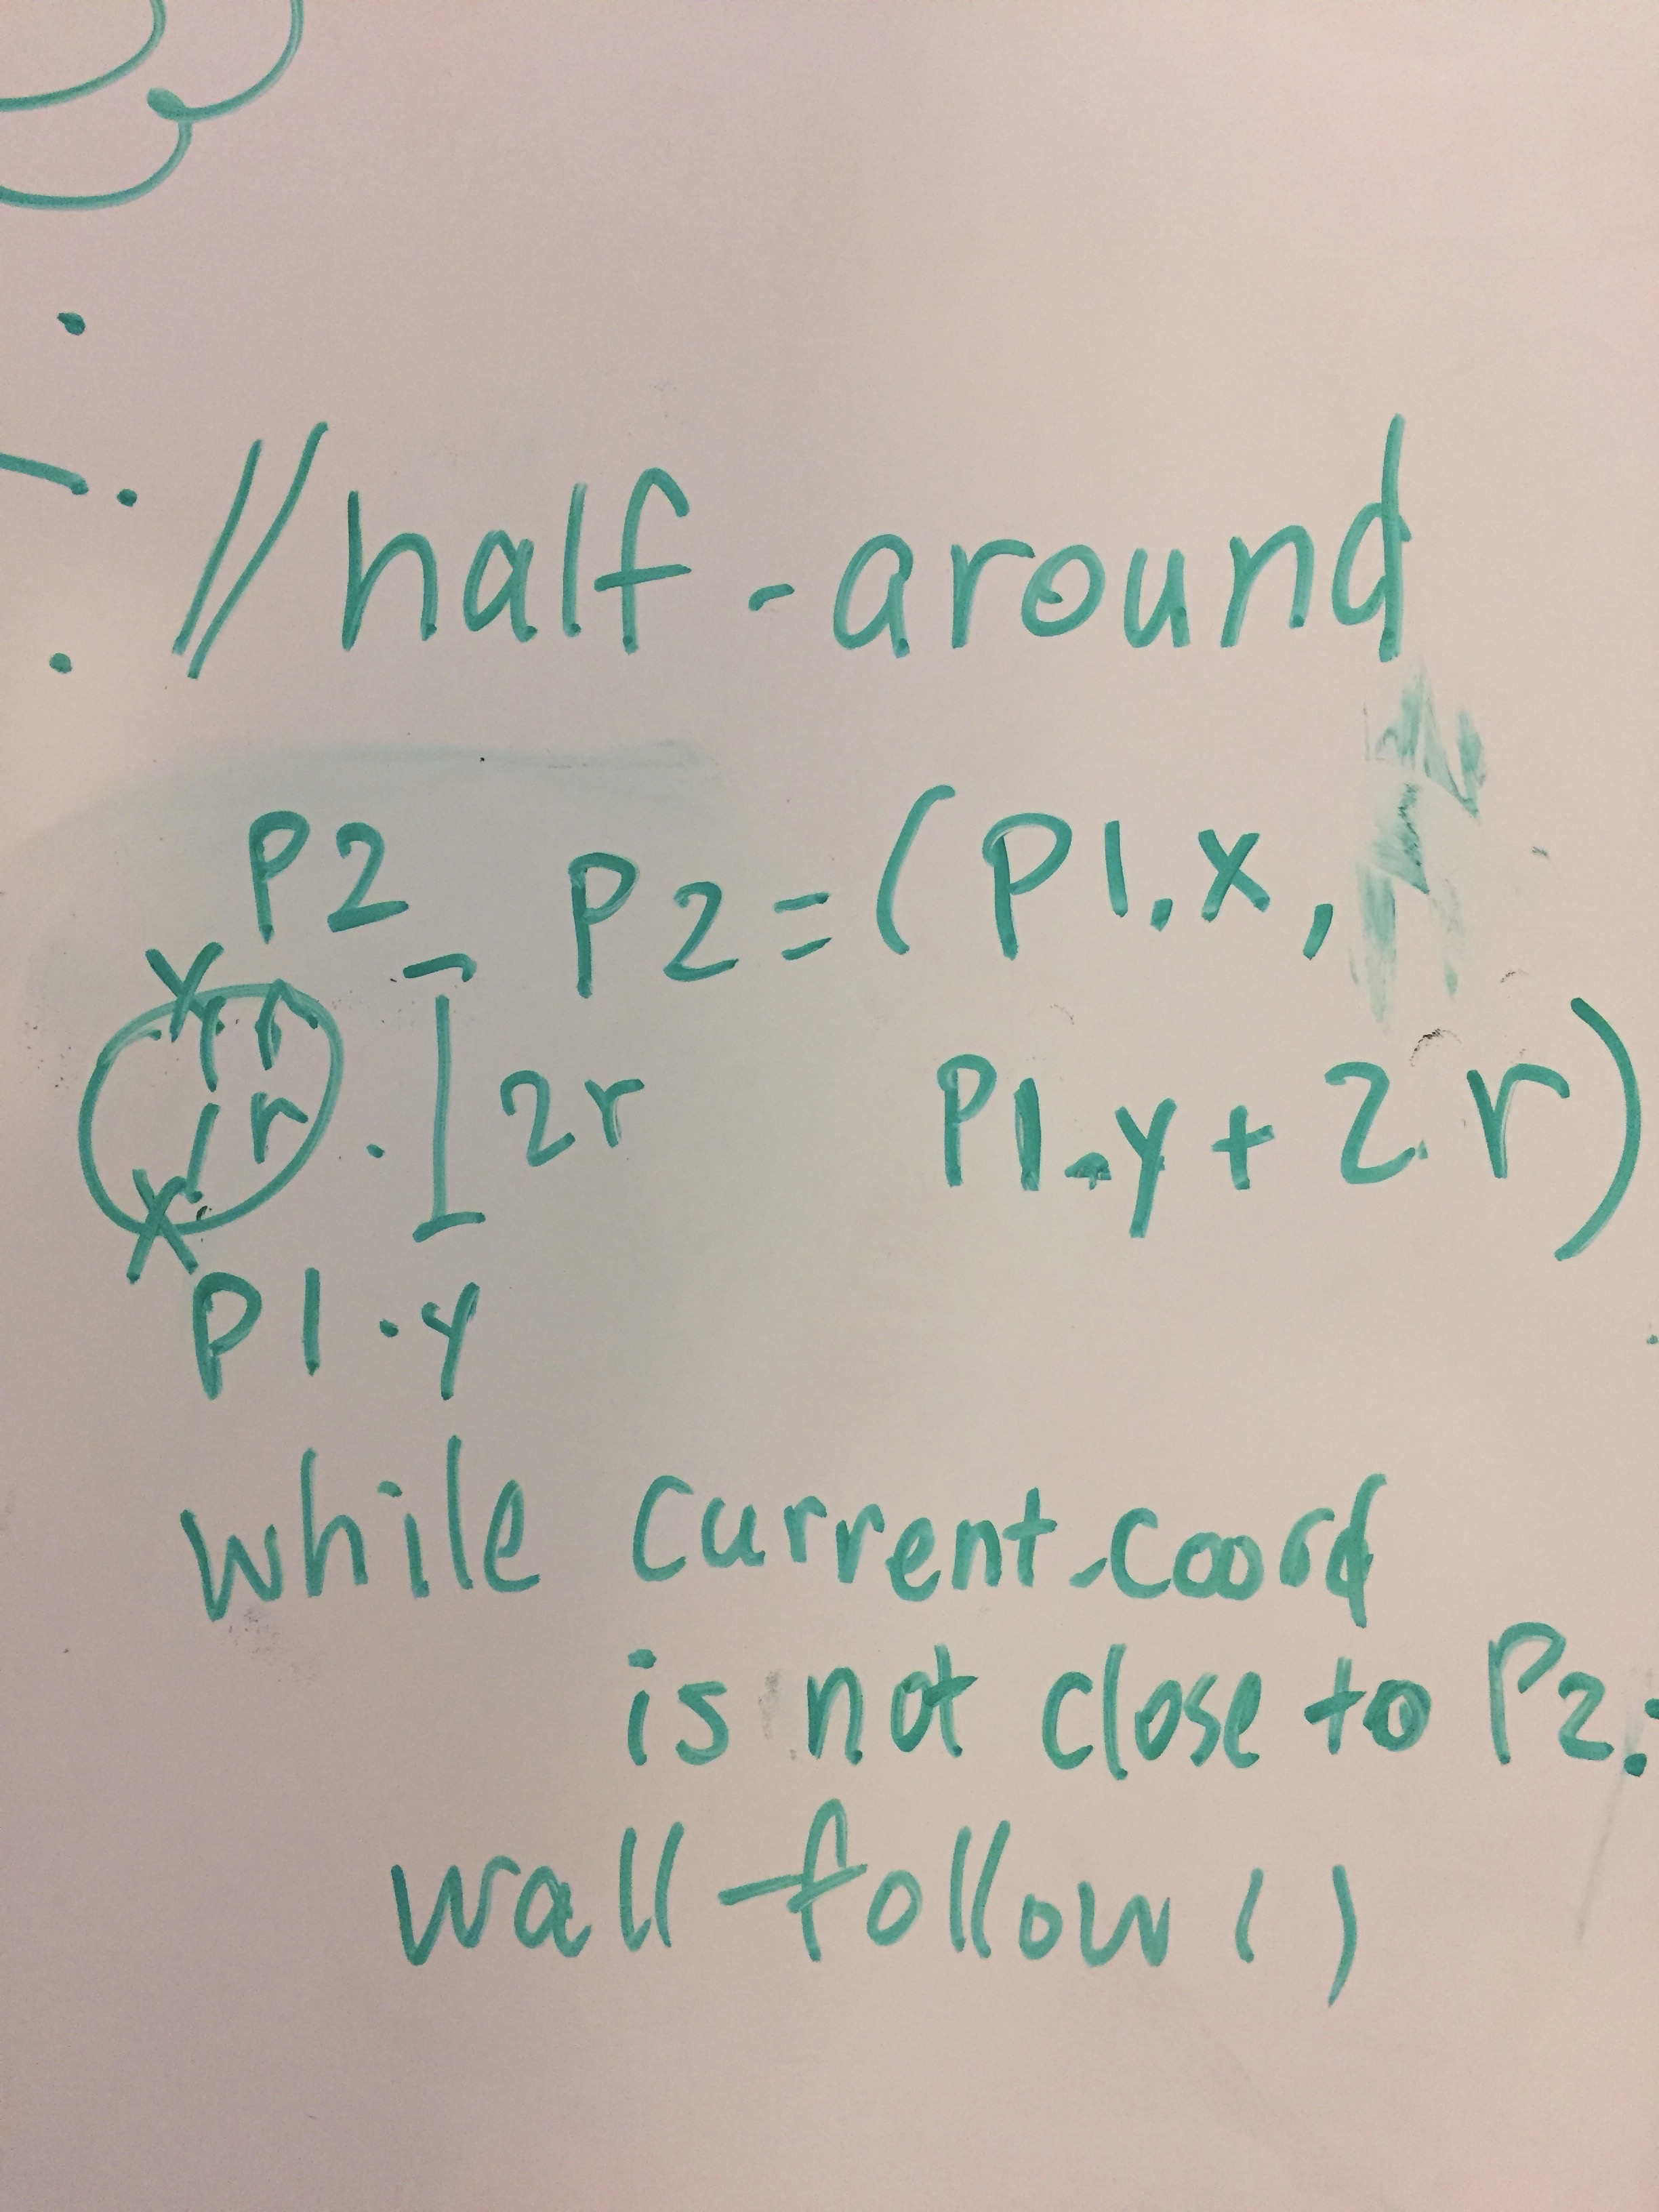 //half-around
P2
P2=(P1.x,
r
2r
P1.y+2r)
P1.y
while current_coord
is not close to P2:
wall-follow()